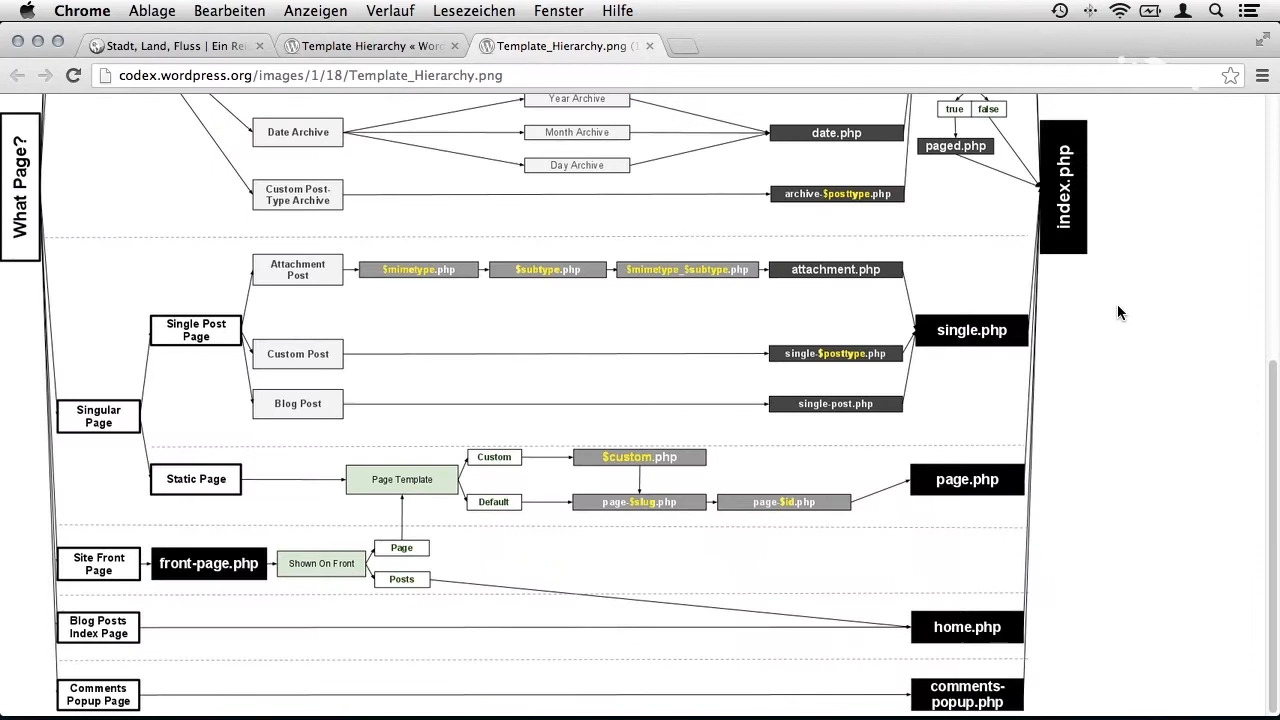 Chrome Ablage Bearbeiten Anzeigen Verlauf Lesezeichen Fenster Hilfe
Stadt, Land, Fluss | Ein Rei
Template Hierarchy « Wor
Template_Hierarchy.png (1
codex.wordpress.org/images/1/18/Template_Hierarchy.png
What Page?
Year Archive
true
false
Date Archive
Month Archive
date.php
paged.php
Day Archive
index.php
Custom Post-
Type Archive
archive-$posttype.php
Attachment
Post
$mimetype.php
$subtype.php
$mimetype_$subtype.php
attachment.php
Single Post
Page
single.php
Custom Post
single-$posttype.php
Blog Post
single-post.php
Singular
Page
Custom
$custom.php
Static Page
Page Template
page.php
Default
page-$slug.php
page-$id.php
Page
Site Front
Page
front-page.php
Shown On Front
Posts
Blog Posts
Index Page
home.php
Comments
Popup Page
comments-
popup.php